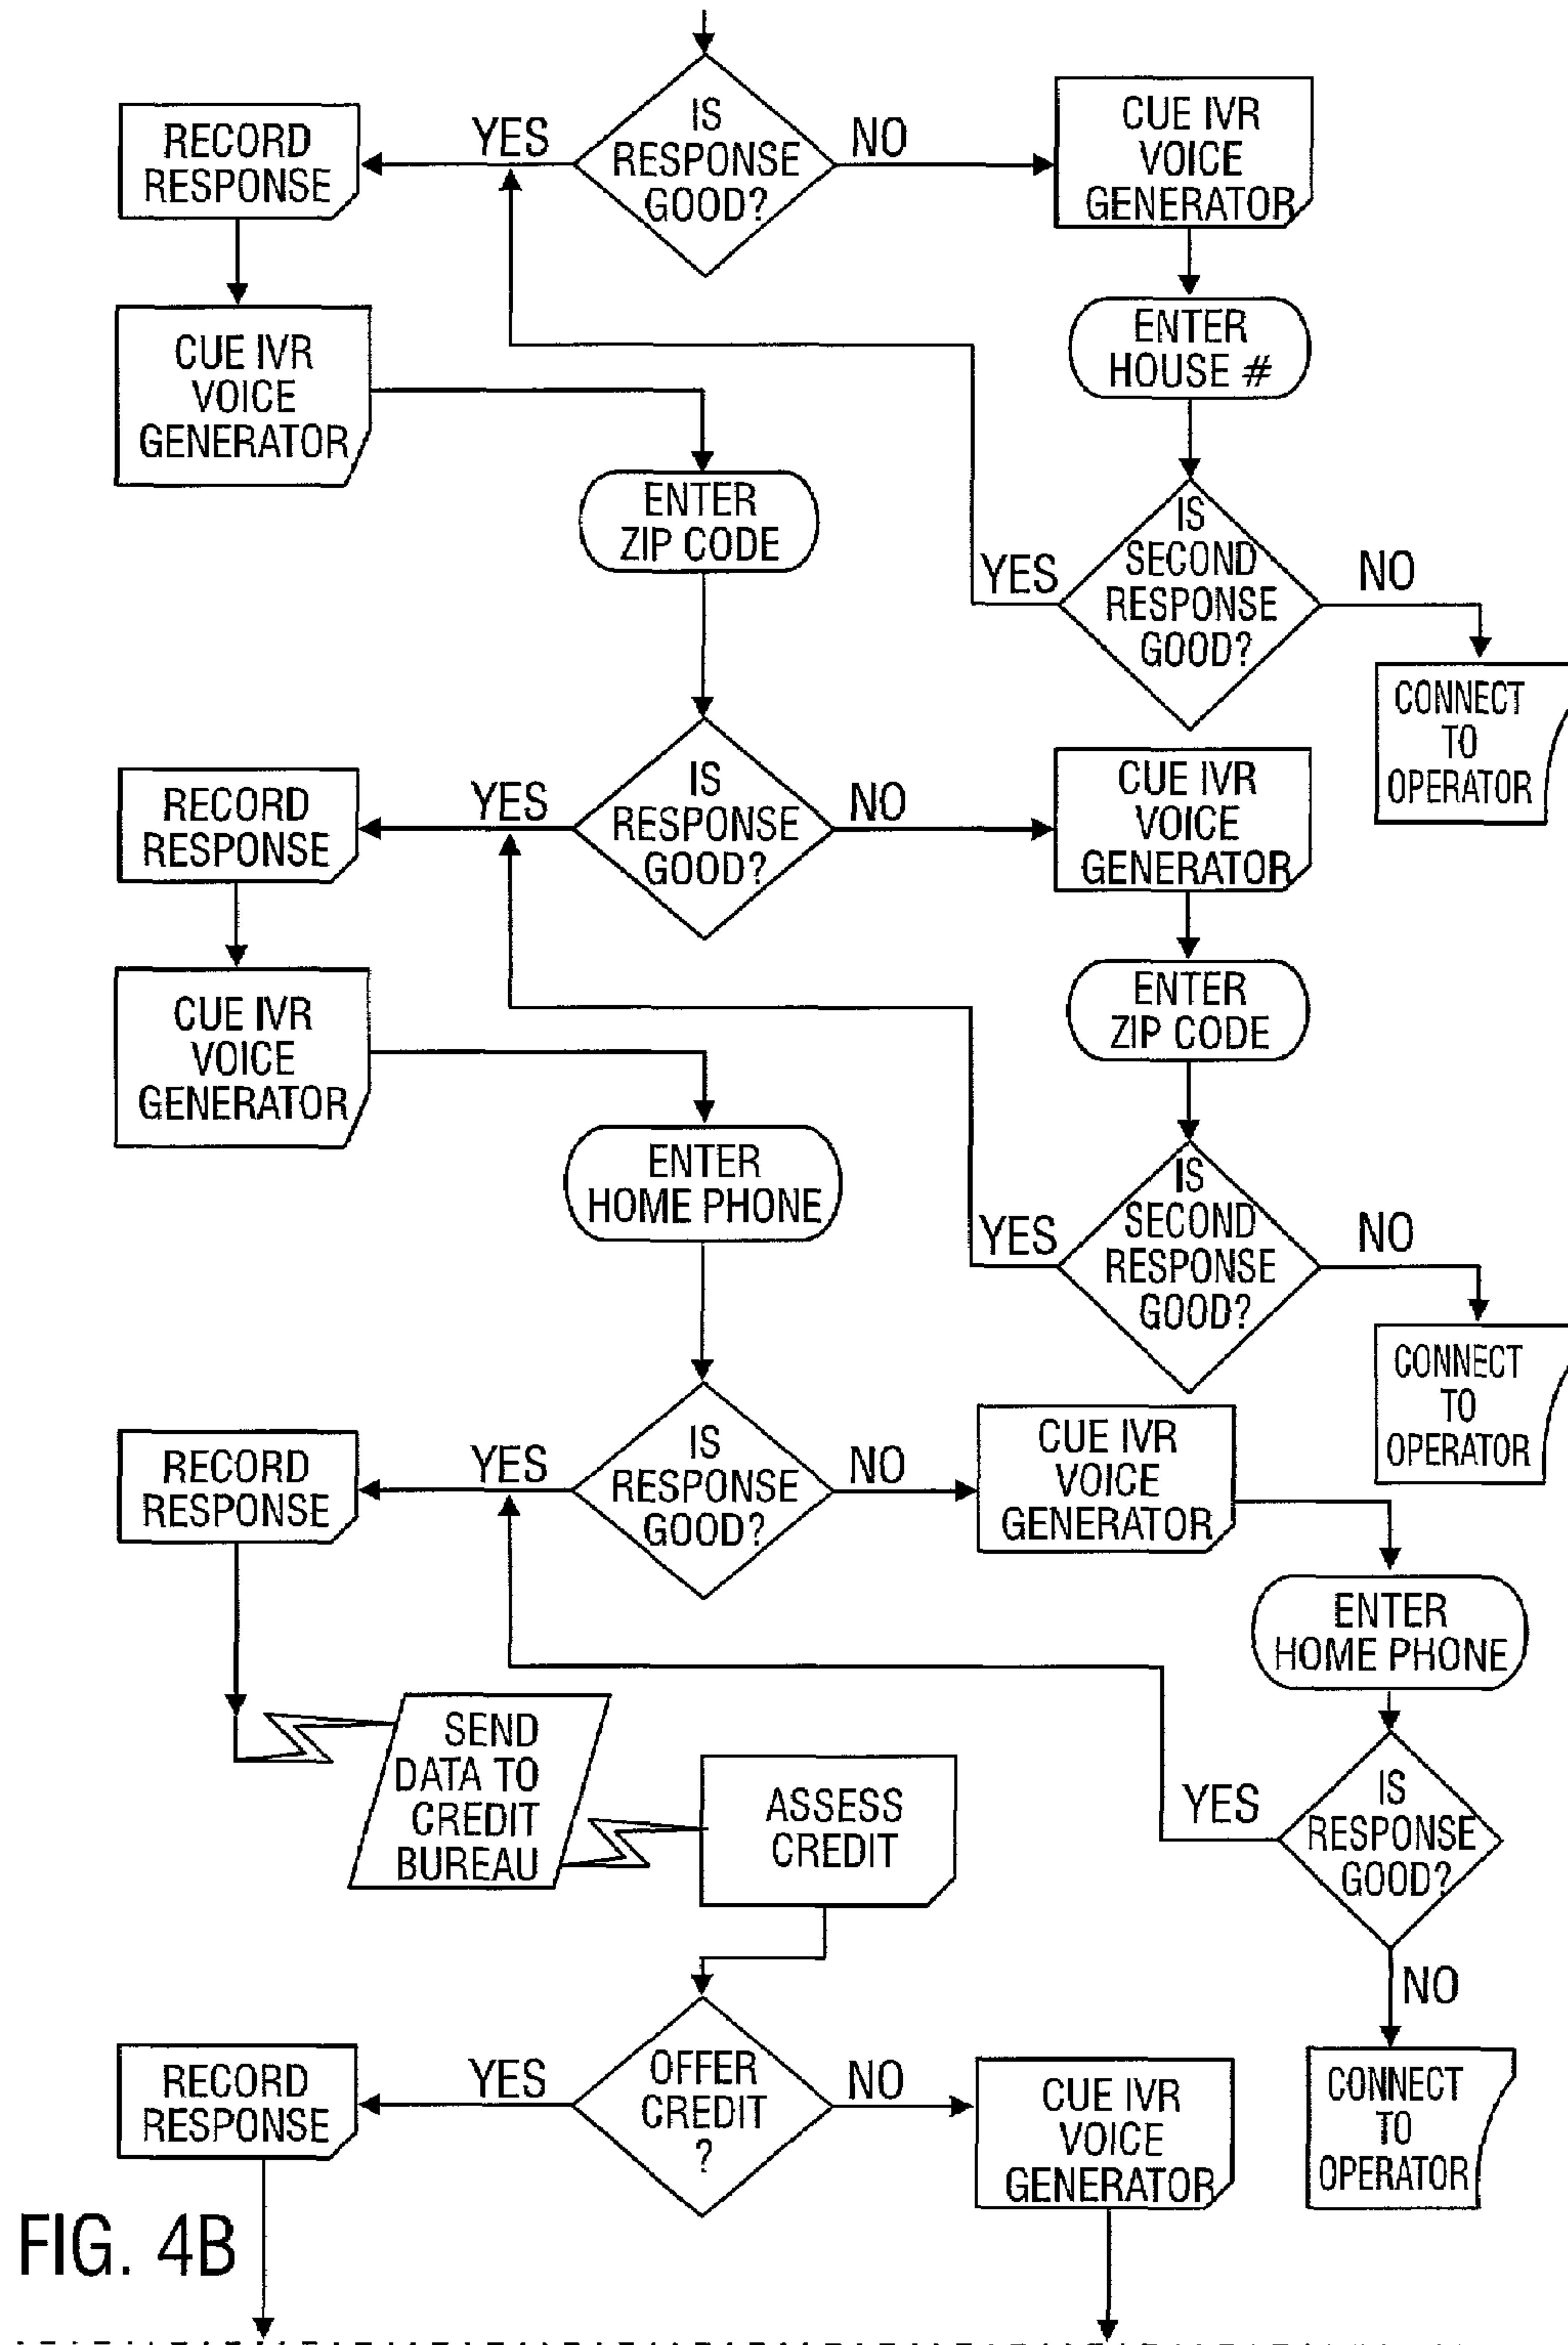 IS
RESPONSE
GOOD?
YES
NO
RECORD
RESPONSE
CUE IVR
VOICE
GENERATOR
CUE IVR
VOICE
GENERATOR
ENTER
HOUSE #
ENTER
ZIP CODE
IS
SECOND
RESPONSE
GOOD?
YES
NO
CONNECT
TO
OPERATOR
IS
RESPONSE
GOOD?
YES
NO
RECORD
RESPONSE
CUE IVR
VOICE
GENERATOR
CUE IVR
VOICE
GENERATOR
ENTER
ZIP CODE
ENTER
HOME PHONE
IS
SECOND
RESPONSE
GOOD?
YES
NO
CONNECT
TO
OPERATOR
IS
RESPONSE
GOOD?
YES
NO
RECORD
RESPONSE
CUE IVR
VOICE
GENERATOR
ENTER
HOME PHONE
SEND
DATA TO
CREDIT
BUREAU
ASSESS
CREDIT
IS
RESPONSE
GOOD?
YES
NO
CONNECT
TO
OPERATOR
OFFER
CREDIT
?
YES
NO
RECORD
RESPONSE
CUE IVR
VOICE
GENERATOR
FIG. 4B